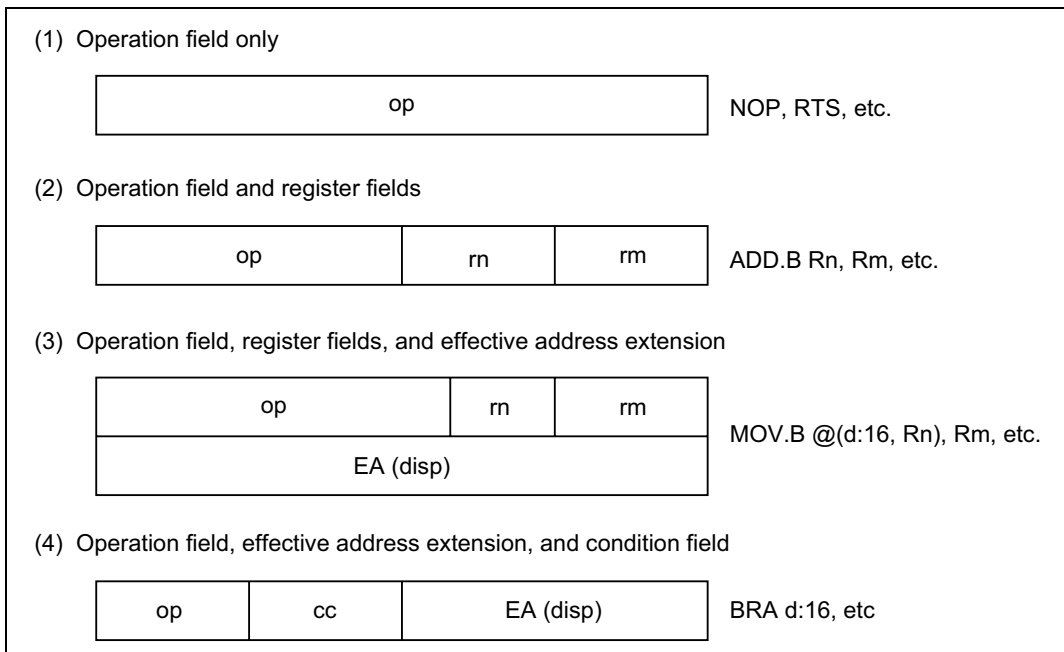 (1) Operation field only
op
NOP, RTS, etc.
(2) Operation field and register fields
op rn rm
ADD.B Rn, Rm, etc.
(3) Operation field, register fields, and effective address extension
op rn rm
EA (disp)
MOV.B @(d:16, Rn), Rm, etc.
(4) Operation field, effective address extension, and condition field
op cc EA (disp)
BRA d:16, etc